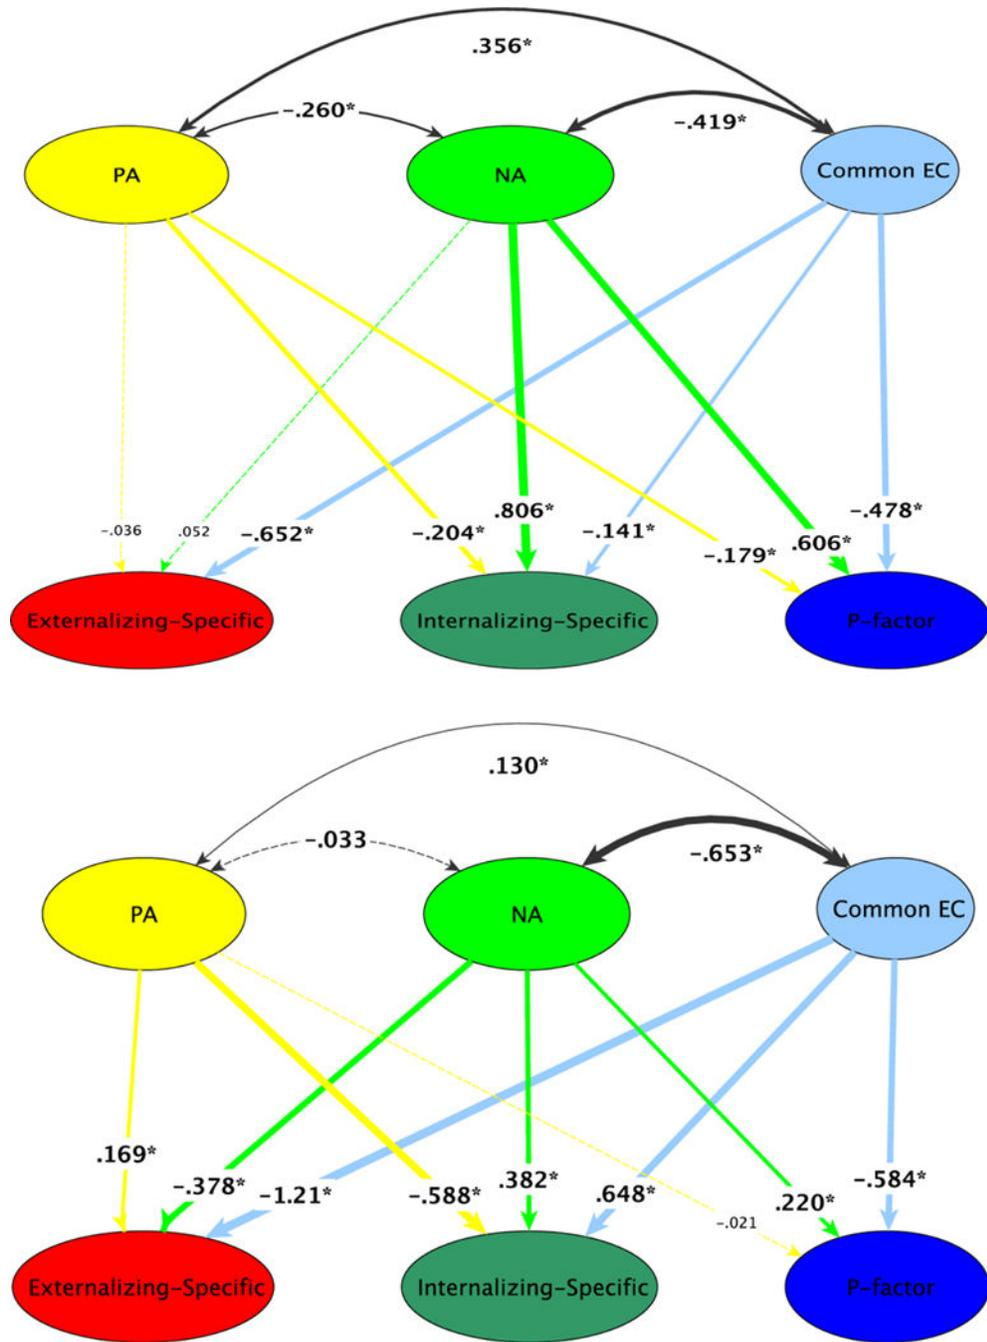 .356*
–.260*
–.419*
PA
NA
Common EC
–.036
.052
–.652*
–.204*
.806*
–.141*
–.179*
.606*
–.478*
Externalizing–Specific
Internalizing–Specific
P–factor
.130*
–.033
–.653*
PA
NA
Common EC
.169*
–.378*
–1.21*
–.588*
.382*
.648*
–.021
.220*
–.584*
Externalizing–Specific
Internalizing–Specific
P–factor